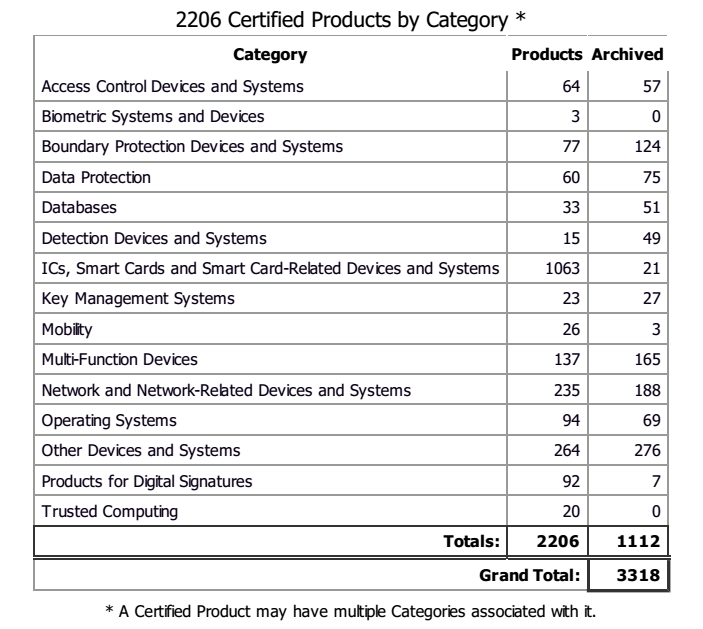 2206 Certified Products by Category *
Category Products Archived
Access Control Devices and Systems 64 57
Biometric Systems and Devices 3 0
Boundary Protection Devices and Systems 77 124
Data Protection 60 75
Databases 33 51
Detection Devices and Systems 15 49
ICs, Smart Cards and Smart Card-Related Devices and Systems 1063 21
Key Management Systems 23 27
Mobility 26 3
Multi-Function Devices 137 165
Network and Network-Related Devices and Systems 235 188
Operating Systems 94 69
Other Devices and Systems 264 276
Products for Digital Signatures 92 7
Trusted Computing 20 0
Totals: 2206 1112
Grand Total: 3318
* A Certified Product may have multiple Categories associated with it.